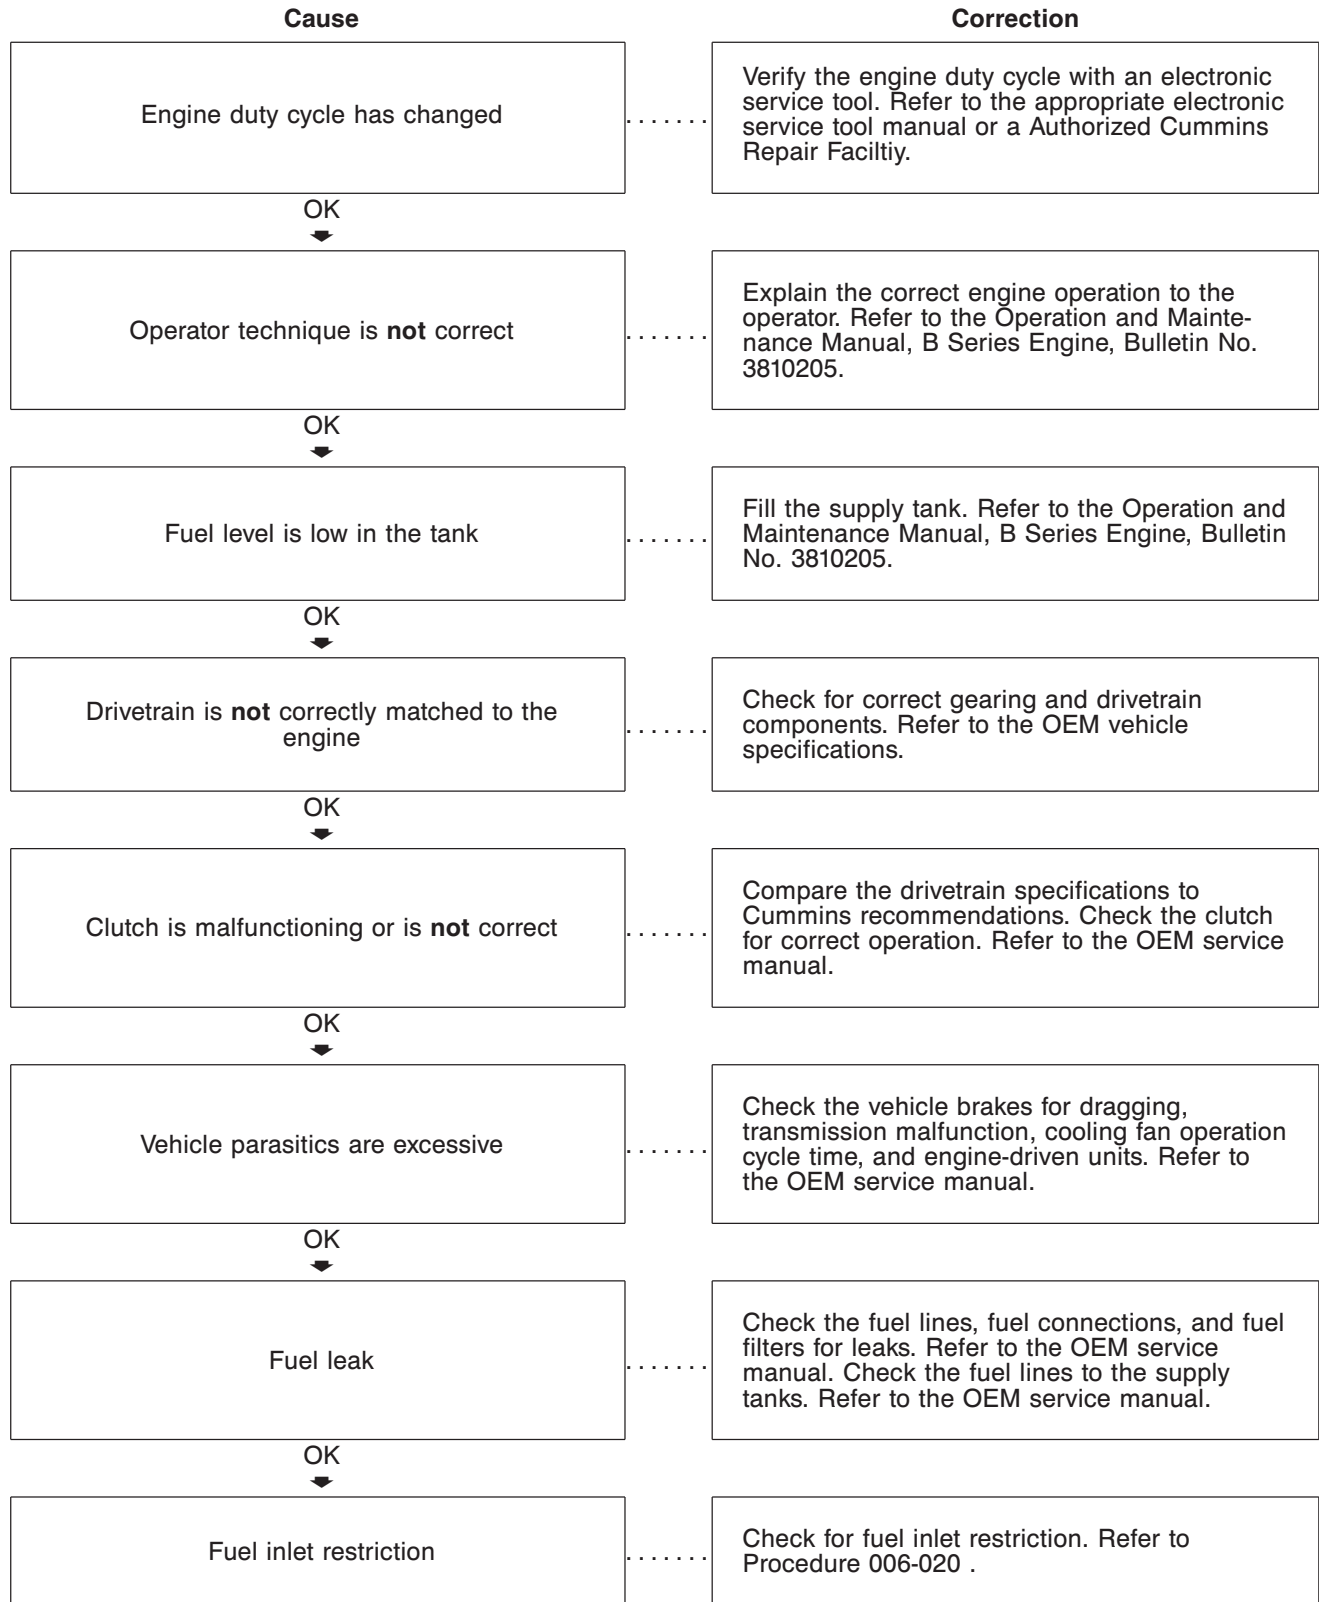 Cause
Correction
Engine duty cycle has changed
. . . . . . .
Verify the engine duty cycle with an electronic
service tool. Refer to the appropriate electronic
service tool manual or a Authorized Cummins
Repair Faciltiy.
OK
Operator technique is not correct
. . . . . . .
Explain the correct engine operation to the
operator. Refer to the Operation and Mainte-
nance Manual, B Series Engine, Bulletin No.
3810205.
OK
Fuel level is low in the tank
. . . . . . .
Fill the supply tank. Refer to the Operation and
Maintenance Manual, B Series Engine, Bulletin
No. 3810205.
OK
Drivetrain is not correctly matched to the
engine
. . . . . . .
Check for correct gearing and drivetrain
components. Refer to the OEM vehicle
specifications.
OK
Clutch is malfunctioning or is not correct
. . . . . . .
Compare the drivetrain specifications to
Cummins recommendations. Check the clutch
for correct operation. Refer to the OEM service
manual.
OK
Vehicle parasitics are excessive
. . . . . . .
Check the vehicle brakes for dragging,
transmission malfunction, cooling fan operation
cycle time, and engine-driven units. Refer to
the OEM service manual.
OK
Fuel leak
. . . . . . .
Check the fuel lines, fuel connections, and fuel
filters for leaks. Refer to the OEM service
manual. Check the fuel lines to the supply
tanks. Refer to the OEM service manual.
OK
Fuel inlet restriction
. . . . . . .
Check for fuel inlet restriction. Refer to
Procedure 006-020 .